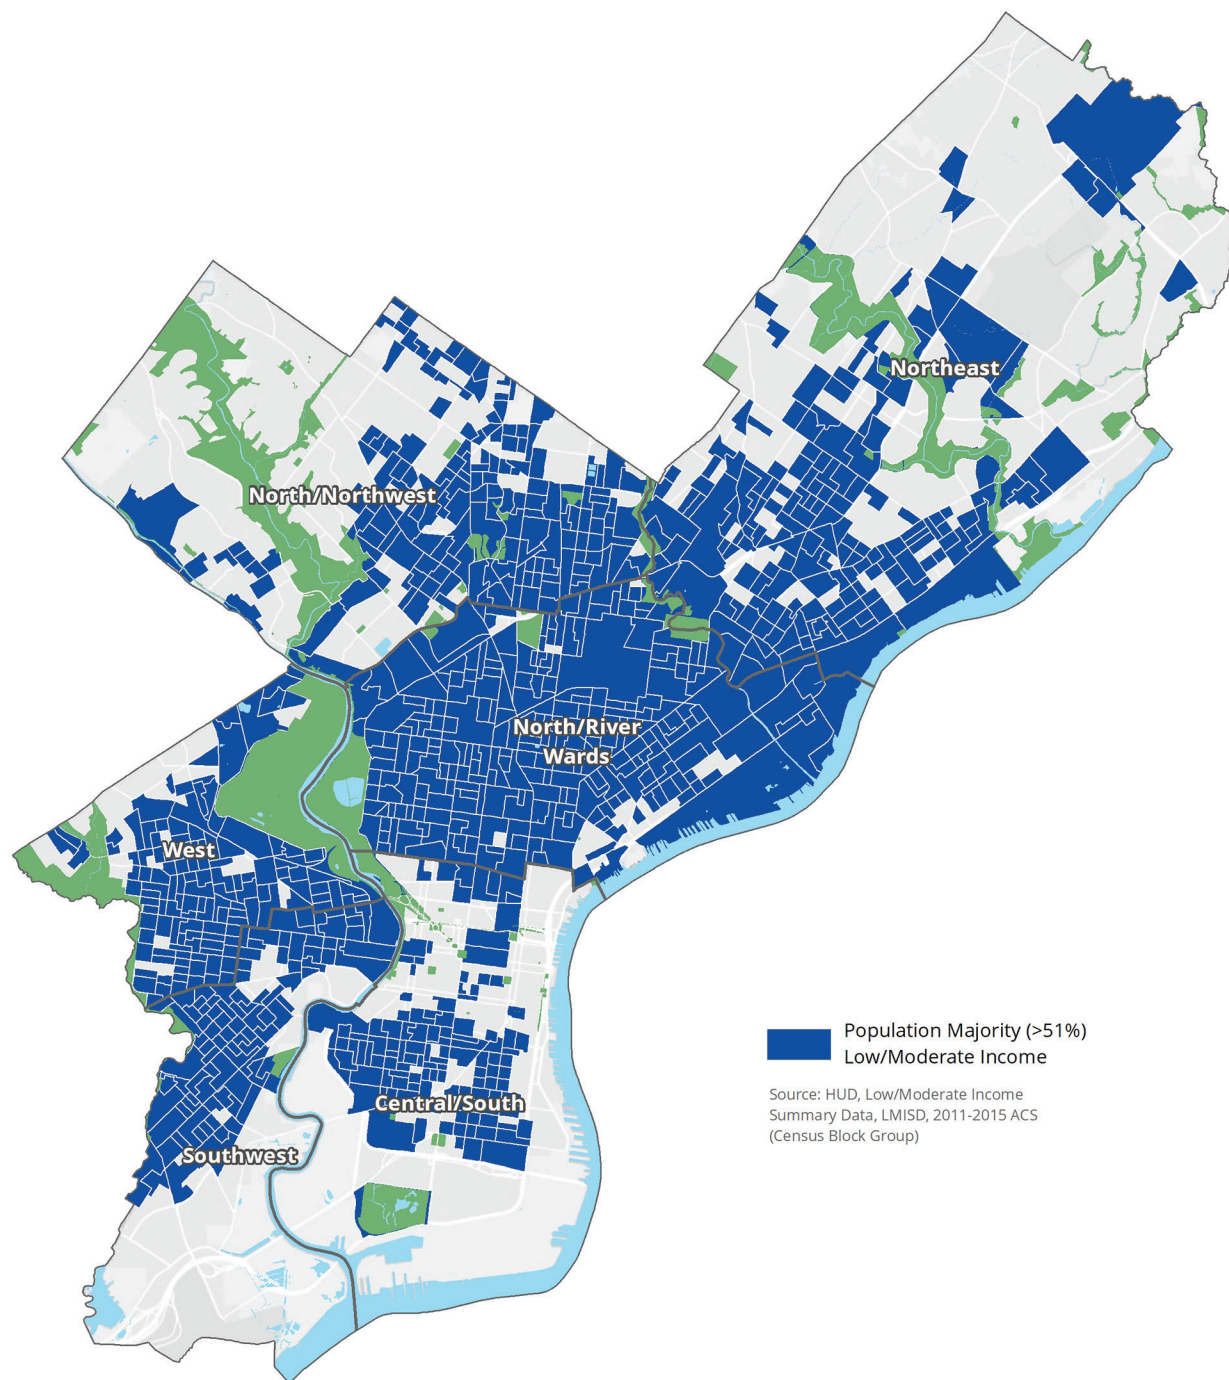 Northeast
North/Northwest
North/River
Wards
West
Population Majority (>51%)
Low/Moderate Income
Source: HUD, Low/Moderate Income
Summary Data, LMISD, 2011-2015 ACS
(Census Block Group)
Central/South
Southwest